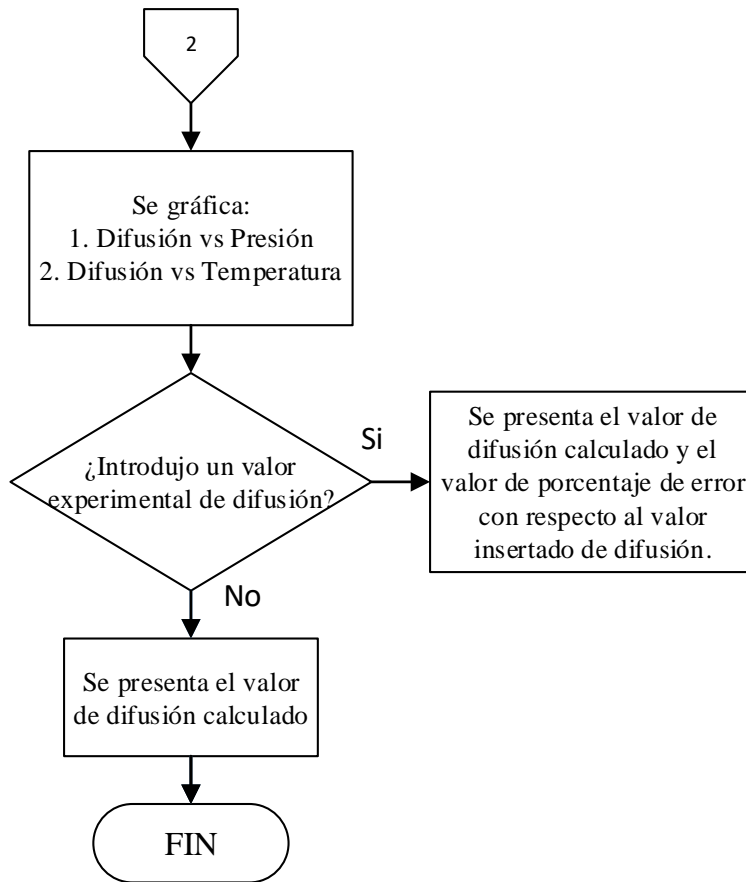 2
Se gráfica:
1. Difusión vs Presión
2. Difusión vs Temperatura
¿Introdujo un valor
experimental de difusión?
Si
Se presenta el valor de
difusión calculado y el
valor de porcentaje de error
con respecto al valor
insertado de difusión.
No
Se presenta el valor
de difusión calculado
FIN